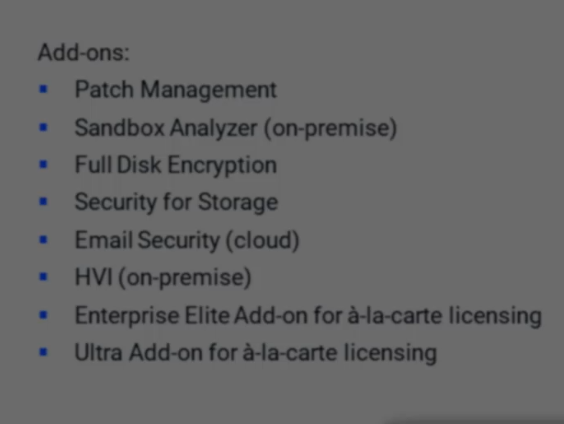 Add-ons:
Patch Management
Sandbox Analyzer (on-premise)
Full Disk Encryption
Security for Storage
Email Security (cloud)
HVI (on-premise)
Enterprise Elite Add-on for à-la-carte licensing
Ultra Add-on for à-la-carte licensing